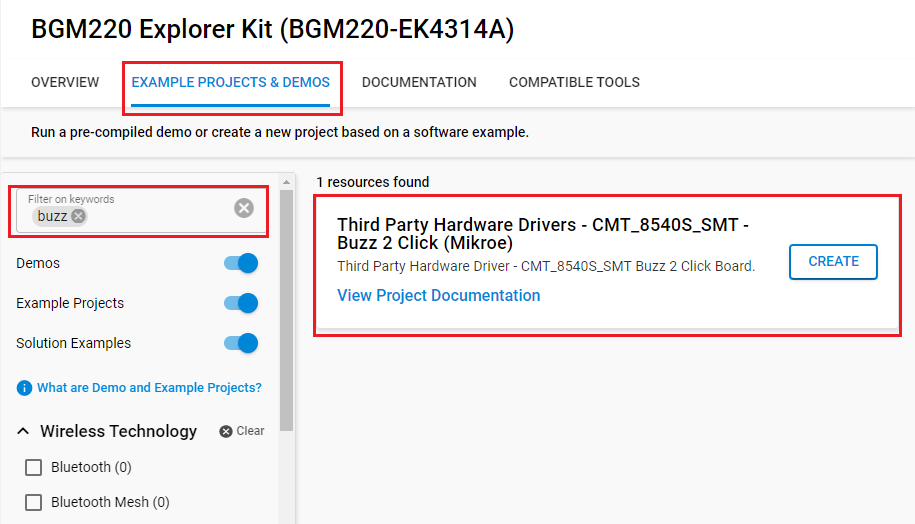 BGM220 Explorer Kit (BGM220-EK4314A)
OVERVIEW
EXAMPLE PROJECTS & DEMOS
DOCUMENTATION
COMPATIBLE TOOLS
Run a pre-compiled demo or create a new project based on a software example.
Filter on keywords
buzz
Demos
Example Projects
Solution Examples
What are Demo and Example Projects?
Wireless Technology
Clear
Bluetooth (0)
Bluetooth Mesh (0)
1 resources found
Third Party Hardware Drivers - CMT_8540S_SMT -
Buzz 2 Click (Mikroe)
Third Party Hardware Driver - CMT_8540S_SMT Buzz 2 Click Board.
View Project Documentation
CREATE